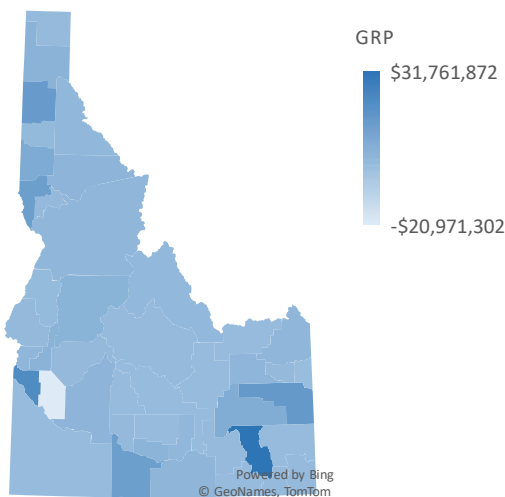 GRP
$31,761,872
-$20,971,302
Powered by Bing
© GeoNames, TomTom